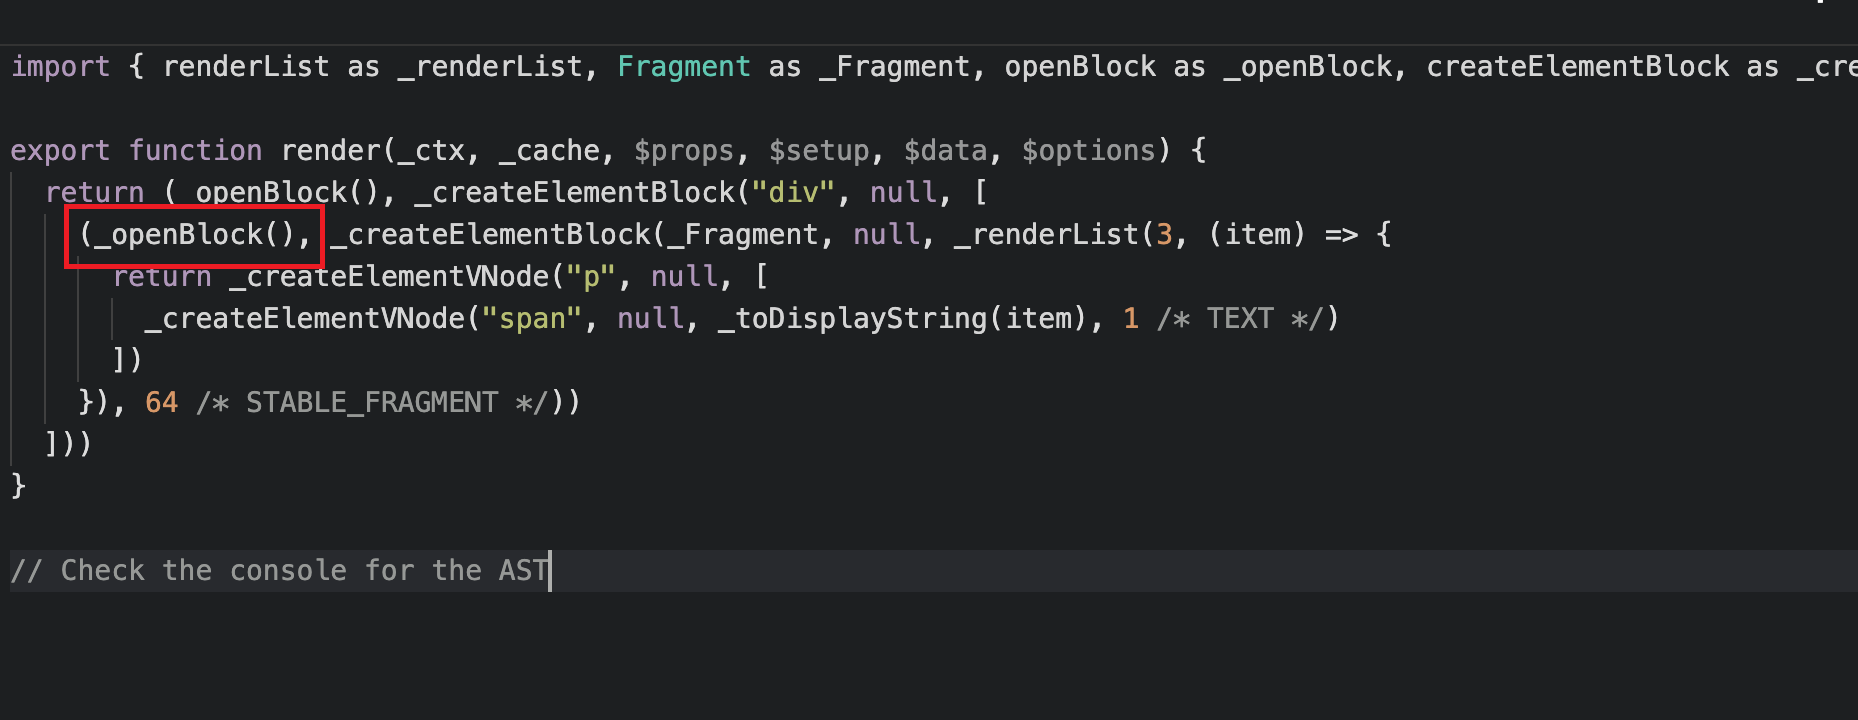 import { renderList as _renderList, Fragment as _Fragment, openBlock as _openBlock, createElementBlock as _cre
export function render(_ctx, _cache, $props, $setup, $data, $options) {
return (_openBlock(), _createElementBlock("div", null, [
(_openBlock(), _createElementBlock(_Fragment, null, _renderList(3, (item) => {
return _createElementVNode("p", null, [
_createElementVNode("span", null, _toDisplayString(item), 1 /* TEXT */)
])
}), 64 /* STABLE_FRAGMENT */))
]))
}
// Check the console for the AST